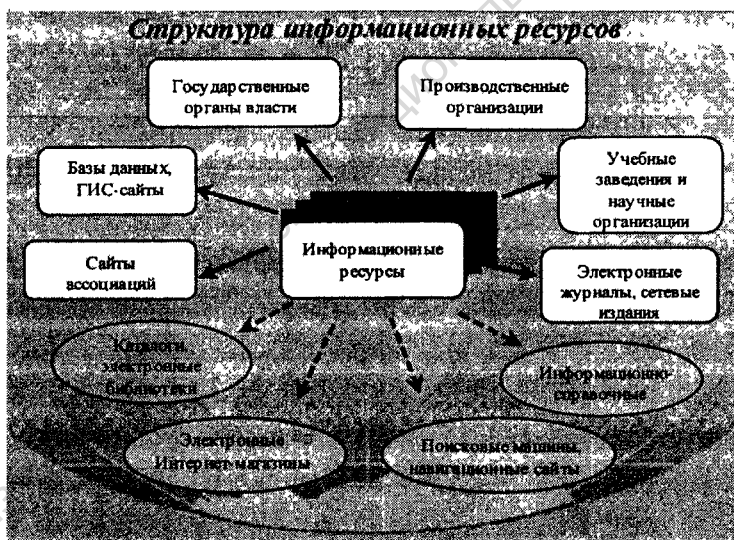 Структура информационных ресурсов
Государственные
органы власти
Производственные
организации
Базы данных,
ГИС-сайты
Учебные
заведения и
научные
организации
Информационные
ресурсы
Сайты
ассоциаций
Электронные
журналы, сетевые
издания
Каталоги,
электронные
библиотеки
Информационно-
справочные
Электронные
Интернет-магазины
Поисковые машины,
навигационные сайты